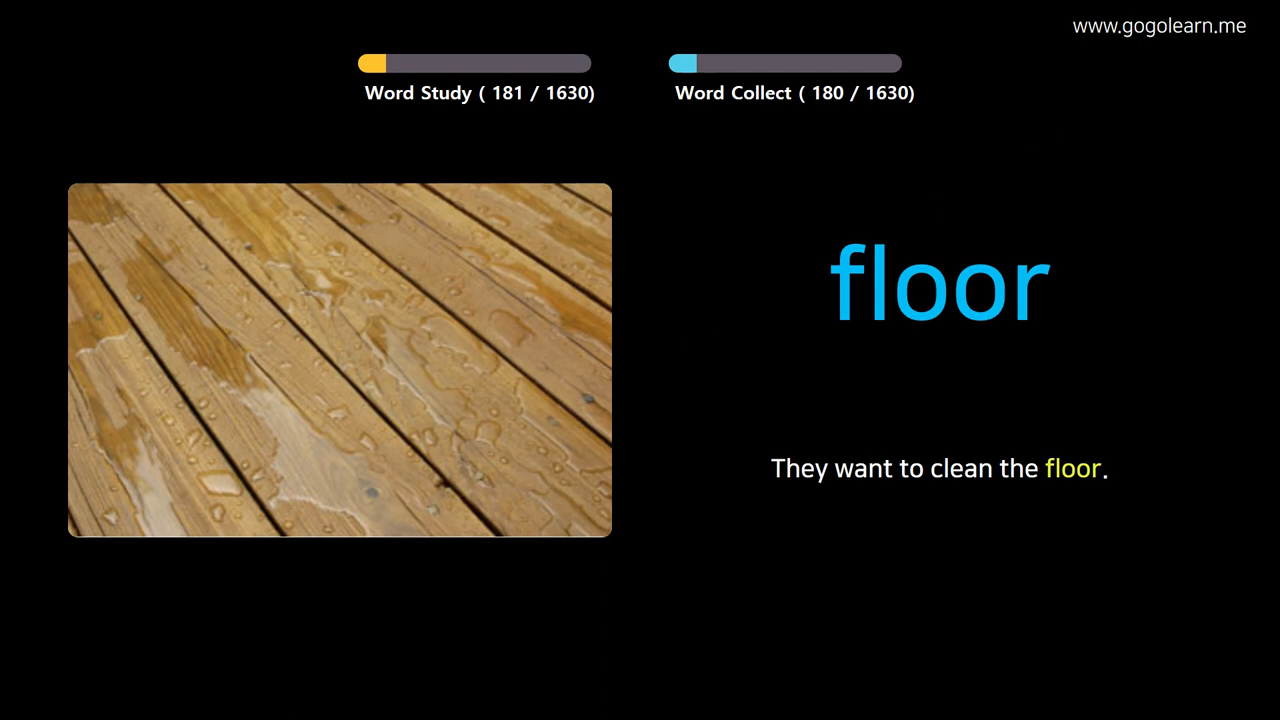 www.gogolearn.me
Word Study ( 181 / 1630)
Word Collect ( 180 / 1630)
floor
They want to clean the floor.